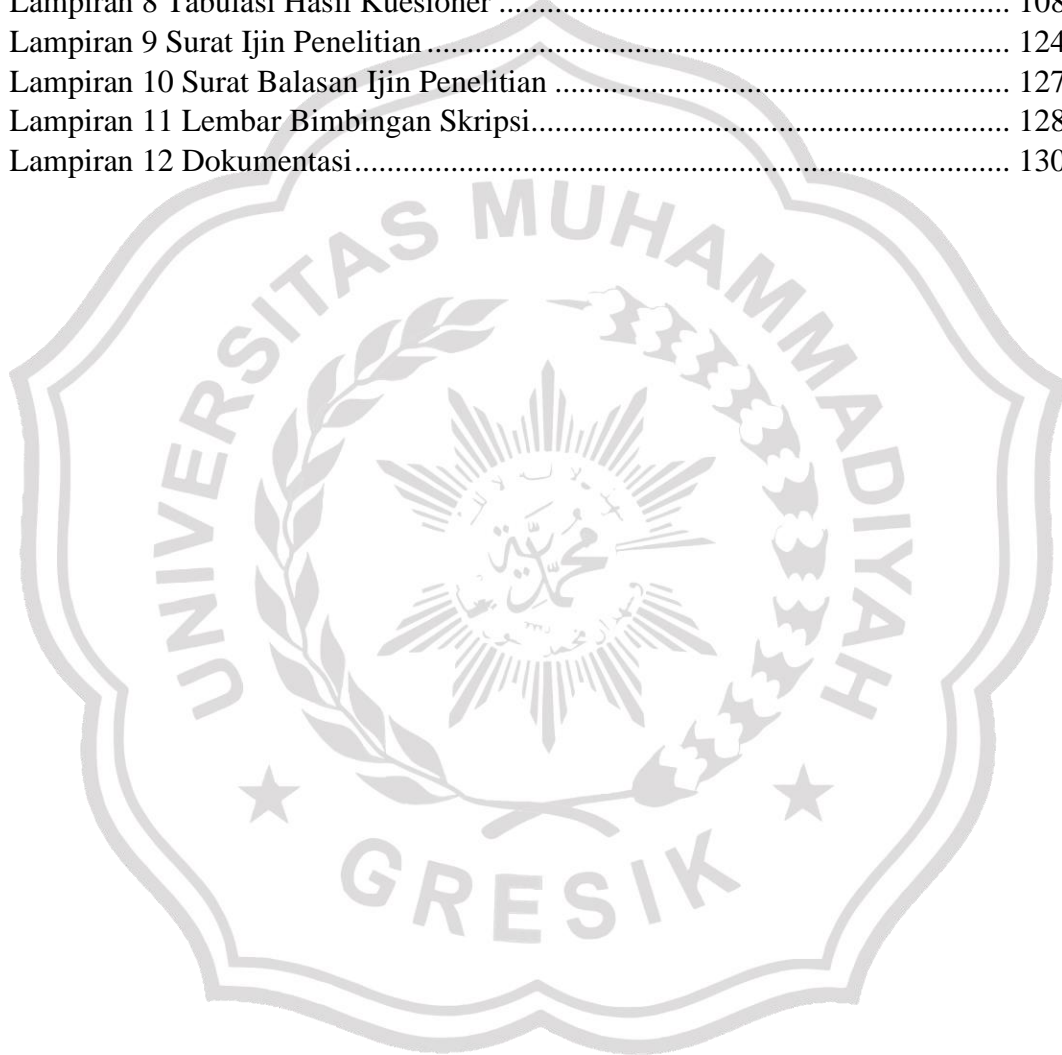 Lampiran 8 Tabulasi Hasil Kuesioner ........................................................................ 108
Lampiran 9 Surat Ijin Penelitian .................................................................................. 124
Lampiran 10 Surat Balasan Ijin Penelitian ................................................................ 127
Lampiran 11 Lembar Bimbingan Skripsi.................................................................... 128
Lampiran 12 Dokumentasi............................................................................................ 130
UNIVERSITAS MUHAMMADIYAH
محمد
GRESIK